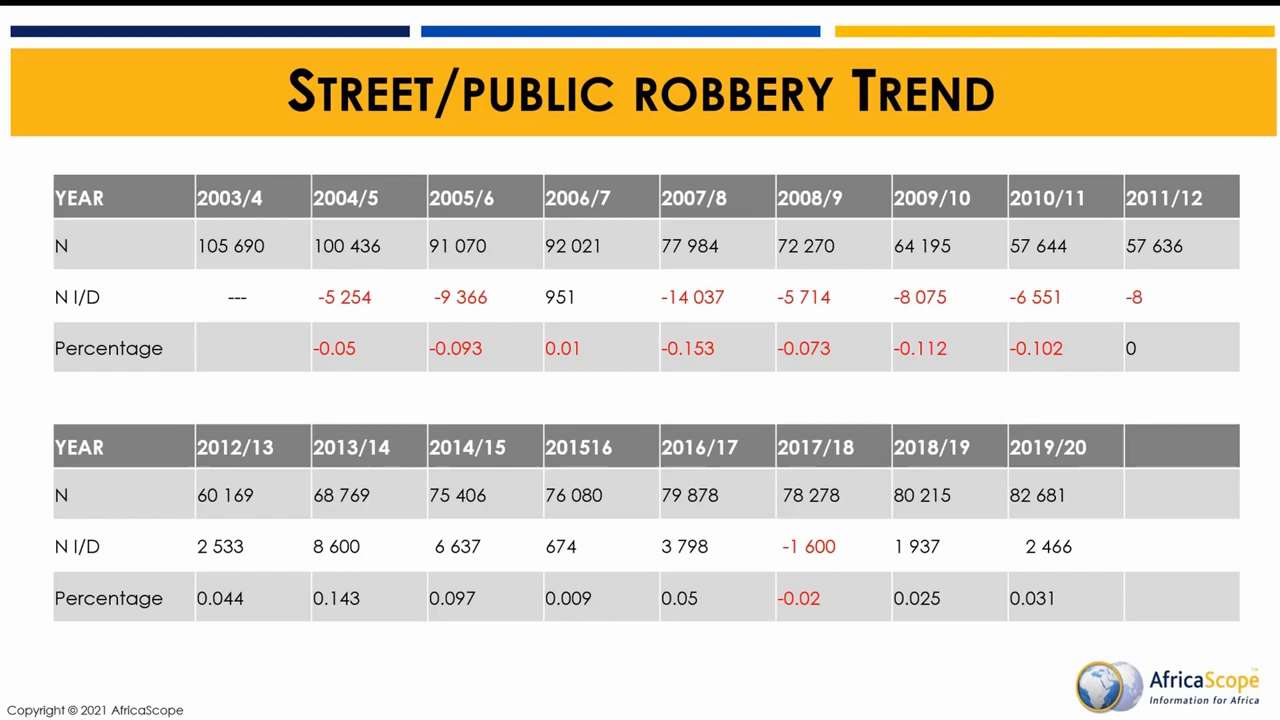 STREET/PUBLIC ROBBERY TREND
YEAR 2003/4 2004/5 2005/6 2006/7 2007/8 2008/9 2009/10 2010/11 2011/12
N 105 690 100 436 91 070 92 021 77 984 72 270 64 195 57 644 57 636
N I/D --- -5 254 -9 366 951 -14 037 -5 714 -8 075 -6 551 -8
Percentage -0.05 -0.093 0.01 -0.153 -0.073 -0.112 -0.102 0
YEAR 2012/13 2013/14 2014/15 201516 2016/17 2017/18 2018/19 2019/20
N 60 169 68 769 75 406 76 080 79 878 78 278 80 215 82 681
N I/D 2 533 8 600 6 637 674 3 798 -1 600 1 937 2 466
Percentage 0.044 0.143 0.097 0.009 0.05 -0.02 0.025 0.031
AfricaScope™
Information for Africa
Copyright © 2021 AfricaScope